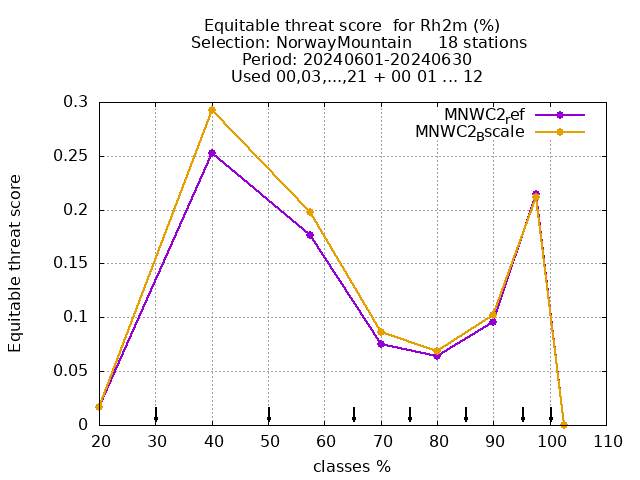 Equitable threat score for Rh2m (%)
Selection: NorwayMountain 18 stations
Period: 20240601-20240630
Used 00,03,...,21 + 00 01 ... 12
MNWC2ref
MNWC2Bscale
Equitable threat score
0.3
0.25
0.2
0.15
0.1
0.05
0
20 30 40 50 60 70 80 90 100 110
classes %